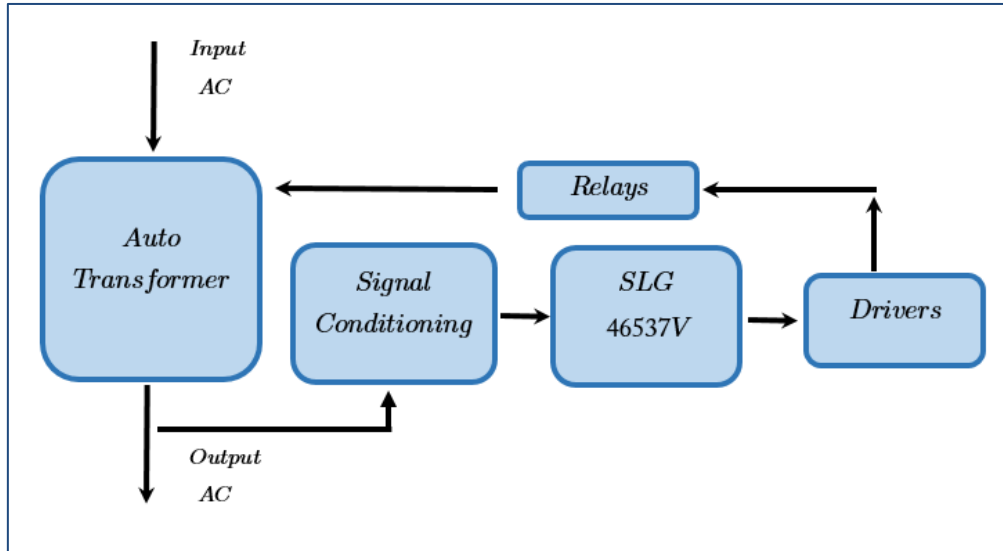 Input
AC
Relays
Auto
Transformer
Signal
Conditioning
SLG
46537V
Drivers
Output
AC